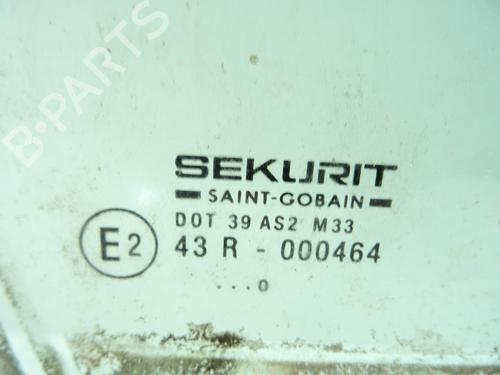 B-PARTS
SEKURIT
SAINT-GOBAIN
DOT 39 AS2 M33
E2 43 R - 000464
...0